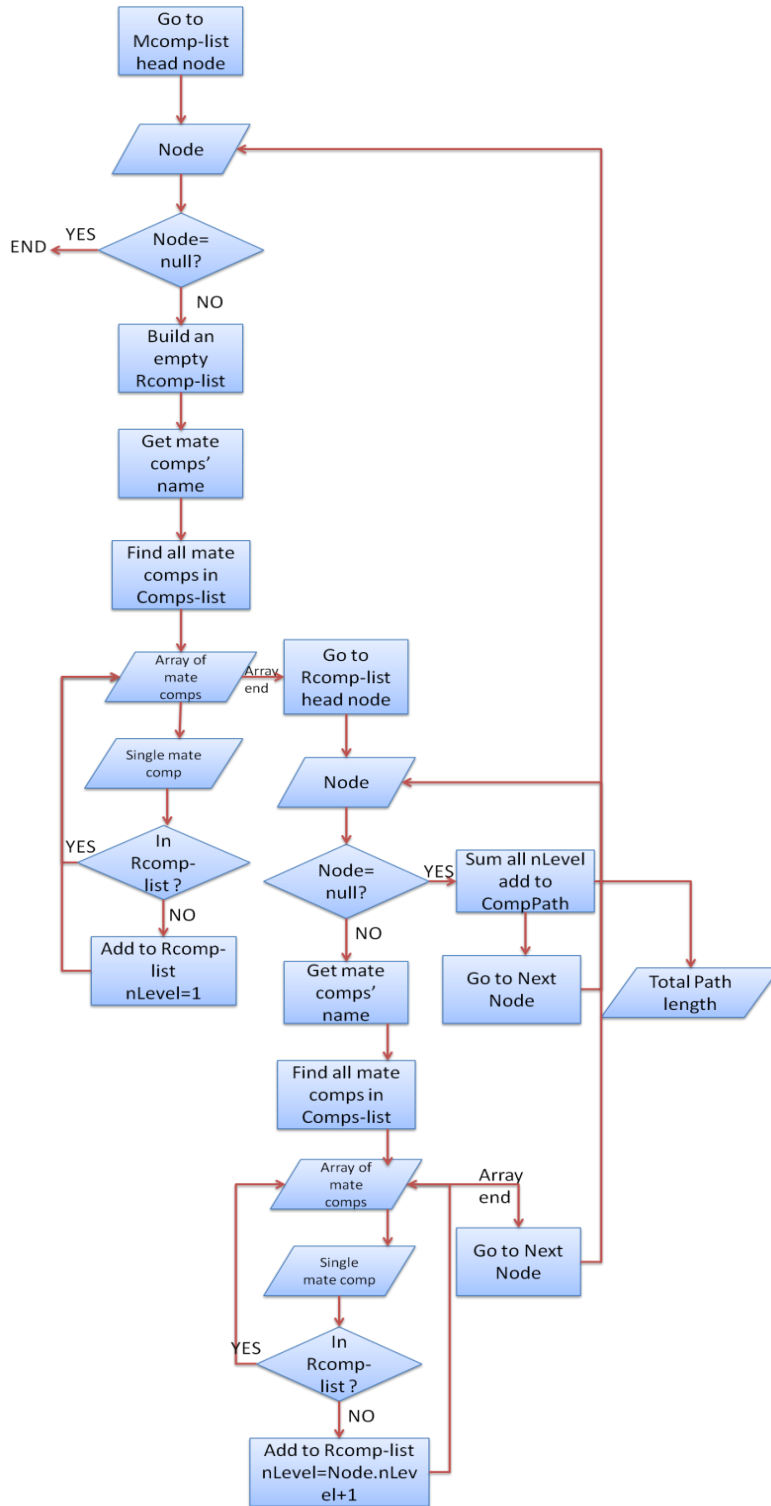 Go to
Mcomp-list
head node
Node
YES
END
Node=
null?
NO
Build an
empty
Rcomp-list
Get mate
comps’
name
Find all mate
comps in
Comps-list
Array of
mate
comps
Array
end
Go to
Rcomp-list
head node
Single mate
comp
Node
YES
In
Rcomp-
list ?
NO
Add to Rcomp-
list
nLevel=1
Node=
null?
YES
Sum all nLevel
add to
CompPath
NO
Go to Next
Node
Total Path
length
Get mate
comps’
name
Find all mate
comps in
Comps-list
Array of
mate
comps
Array
end
Go to Next
Node
Single
mate comp
YES
In
Rcomp-
list ?
NO
Add to Rcomp-list
nLevel=Node.nLev
el+1